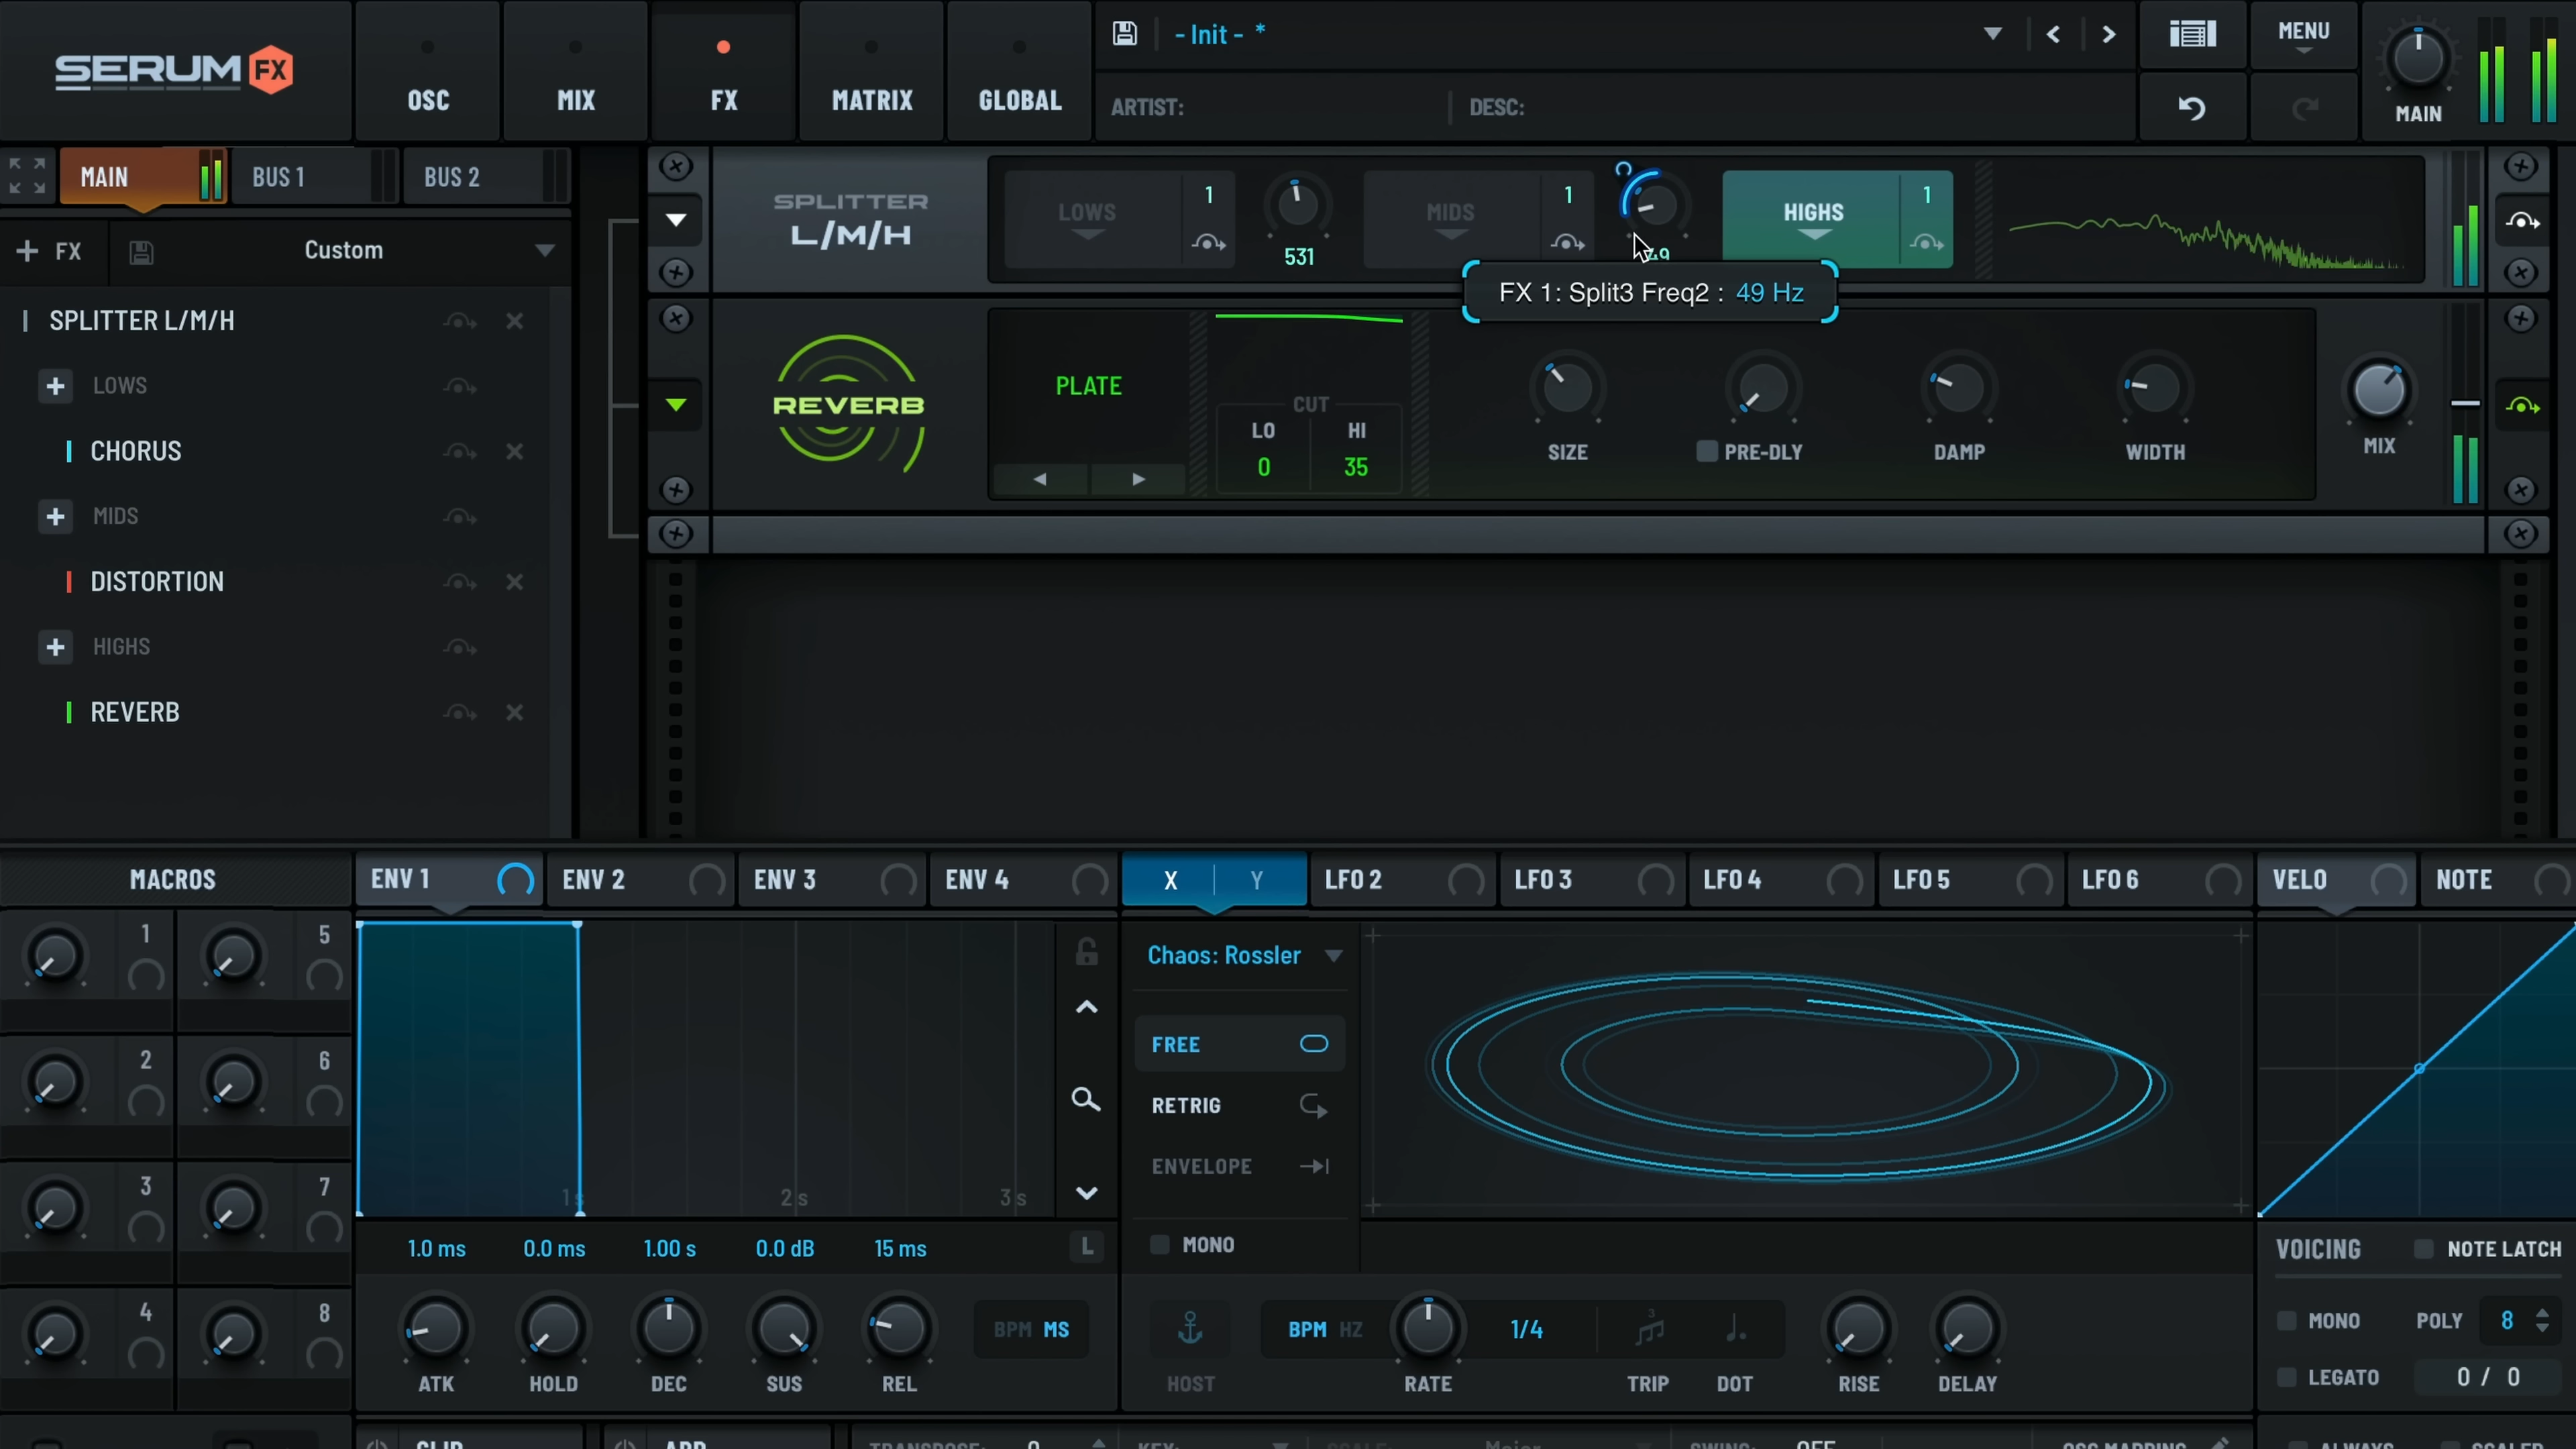 SERUM FX
OSC
MIX
FX
MATRIX
GLOBAL
- Init - *
ARTIST:
DESC:
MENU
MAIN
MAIN
BUS 1
BUS 2
+ FX
Custom
SPLITTER L/M/H
LOWS
CHORUS
MIDS
DISTORTION
HIGHS
REVERB
SPLITTER
L/M/H
LOWS
1
531
MIDS
1
HIGHS
1
FX 1: Split3 Freq2 : 49 Hz
REVERB
PLATE
CUT
LO
HI
0
35
SIZE
PRE-DLY
DAMP
WIDTH
MIX
MACROS
1
5
2
6
3
7
4
8
ENV 1
ENV 2
ENV 3
ENV 4
1s
2 s
3 s
1.0 ms
0.0 ms
1.00 s
0.0 dB
15 ms
L
ATK
HOLD
DEC
SUS
REL
BPM MS
X
Y
LFO 2
LFO 3
LFO 4
LFO 5
LFO 6
Chaos: Rossler
FREE
RETRIG
ENVELOPE
MONO
HOST
BPM HZ
RATE
1/4
3
TRIP
DOT
RISE
DELAY
VELO
NOTE
VOICING
NOTE LATCH
MONO
POLY
8
LEGATO
0 / 0
OFF